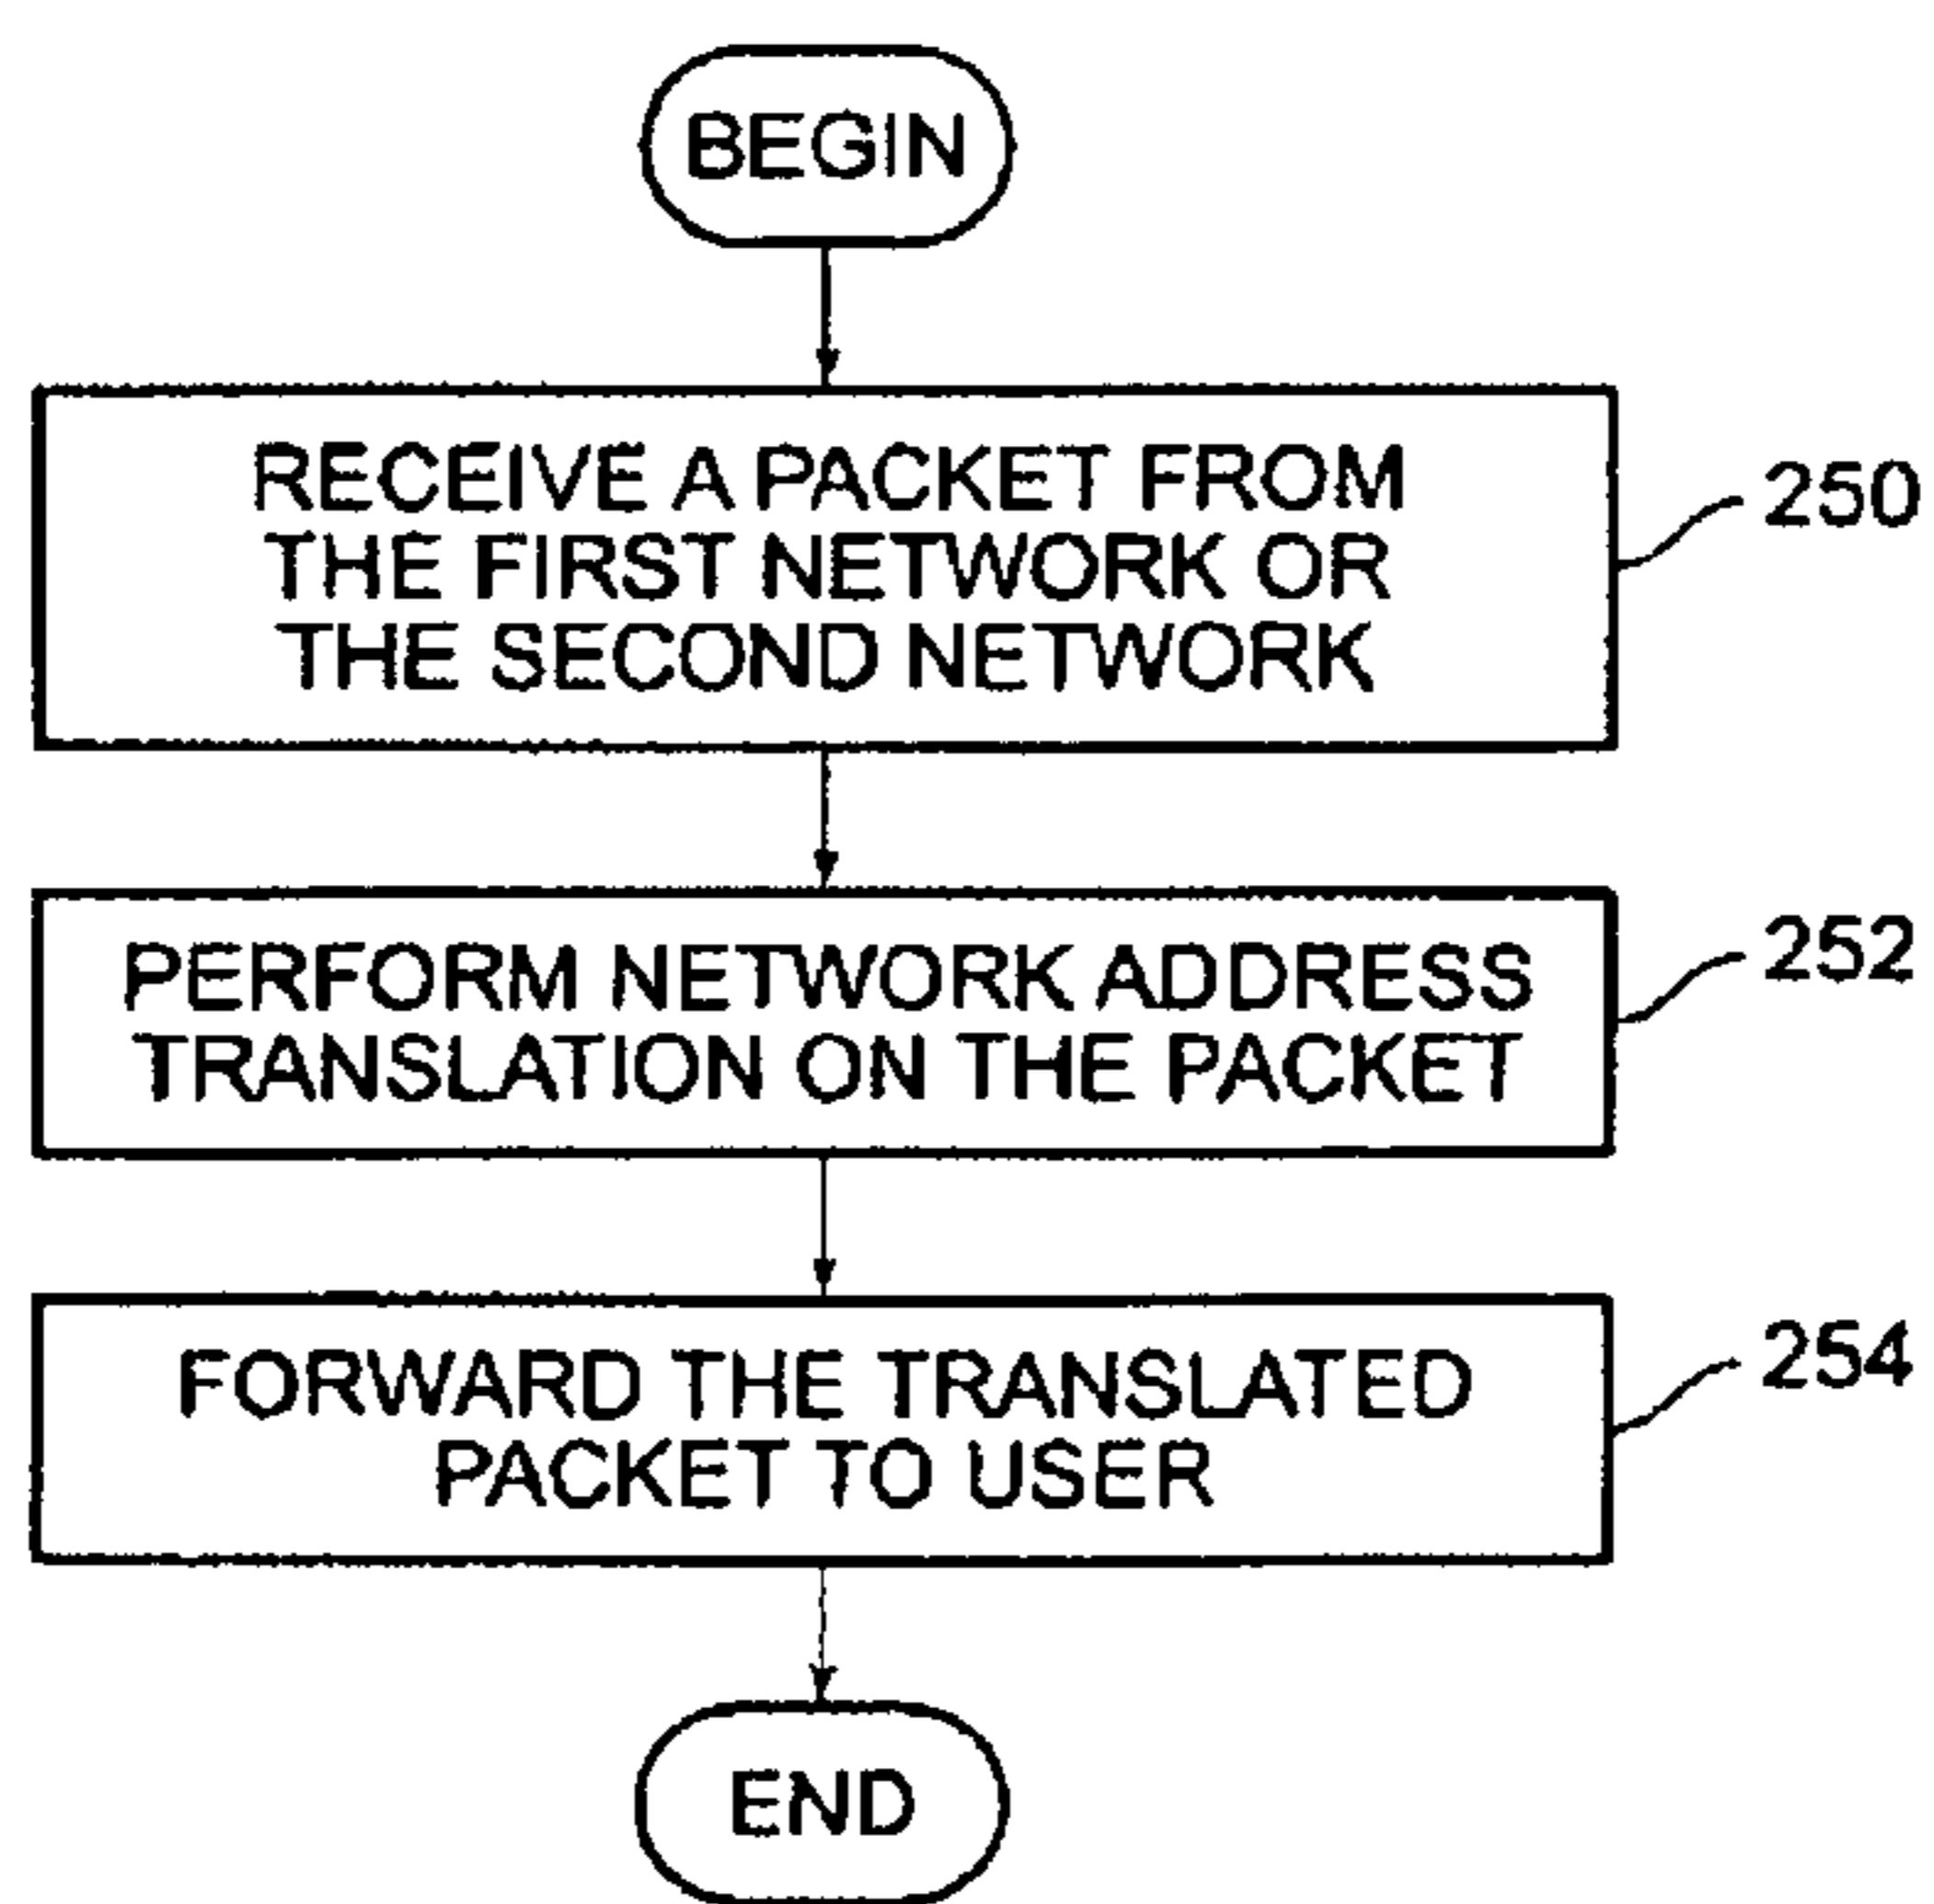 BEGIN
RECEIVE A PACKET FROM
THE FIRST NETWORK OR
THE SECOND NETWORK
250
PERFORM NETWORK ADDRESS
TRANSLATION ON THE PACKET
252
FORWARD THE TRANSLATED
PACKET TO USER
254
END